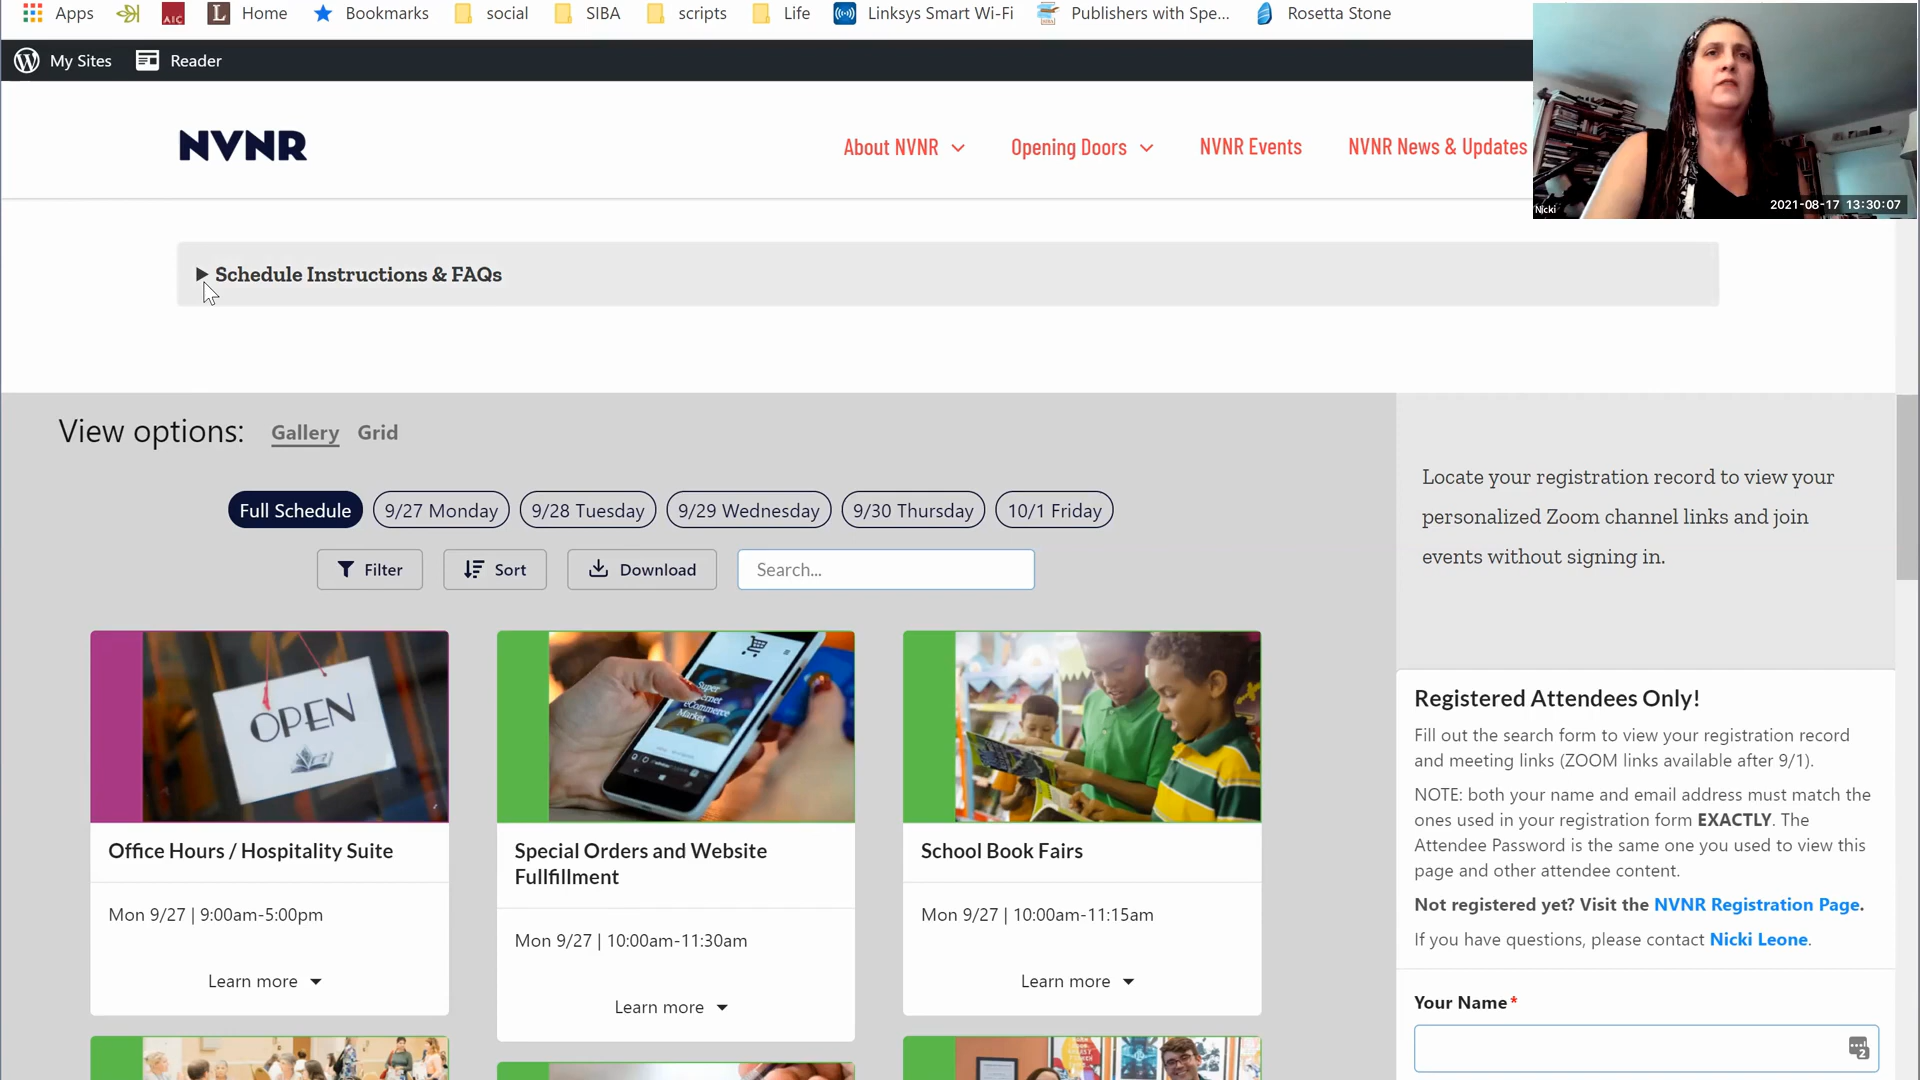 Apps Home Bookmarks social SIBA scripts Life Linksys Smart Wi-Fi Publishers with Spe... Rosetta Stone
My Sites Reader
NVNR
About NVNR Opening Doors NVNR Events NVNR News & Updates
Nicki
2021-08-17 13:30:07
Schedule Instructions & FAQs
View options: Gallery Grid
Full Schedule 9/27 Monday 9/28 Tuesday 9/29 Wednesday 9/30 Thursday 10/1 Friday
Filter Sort Download Search...
Locate your registration record to view your
personalized Zoom channel links and join
events without signing in.
OPEN
Super
eCommerce
Market
Office Hours / Hospitality Suite
Mon 9/27 | 9:00am-5:00pm
Learn more
Special Orders and Website
Fullfillment
Mon 9/27 | 10:00am-11:30am
Learn more
School Book Fairs
Mon 9/27 | 10:00am-11:15am
Learn more
Registered Attendees Only!
Fill out the search form to view your registration record
and meeting links (ZOOM links available after 9/1).
NOTE: both your name and email address must match the
ones used in your registration form EXACTLY. The
Attendee Password is the same one you used to view this
page and other attendee content.
Not registered yet? Visit the NVNR Registration Page.
If you have questions, please contact Nicki Leone.
Your Name*